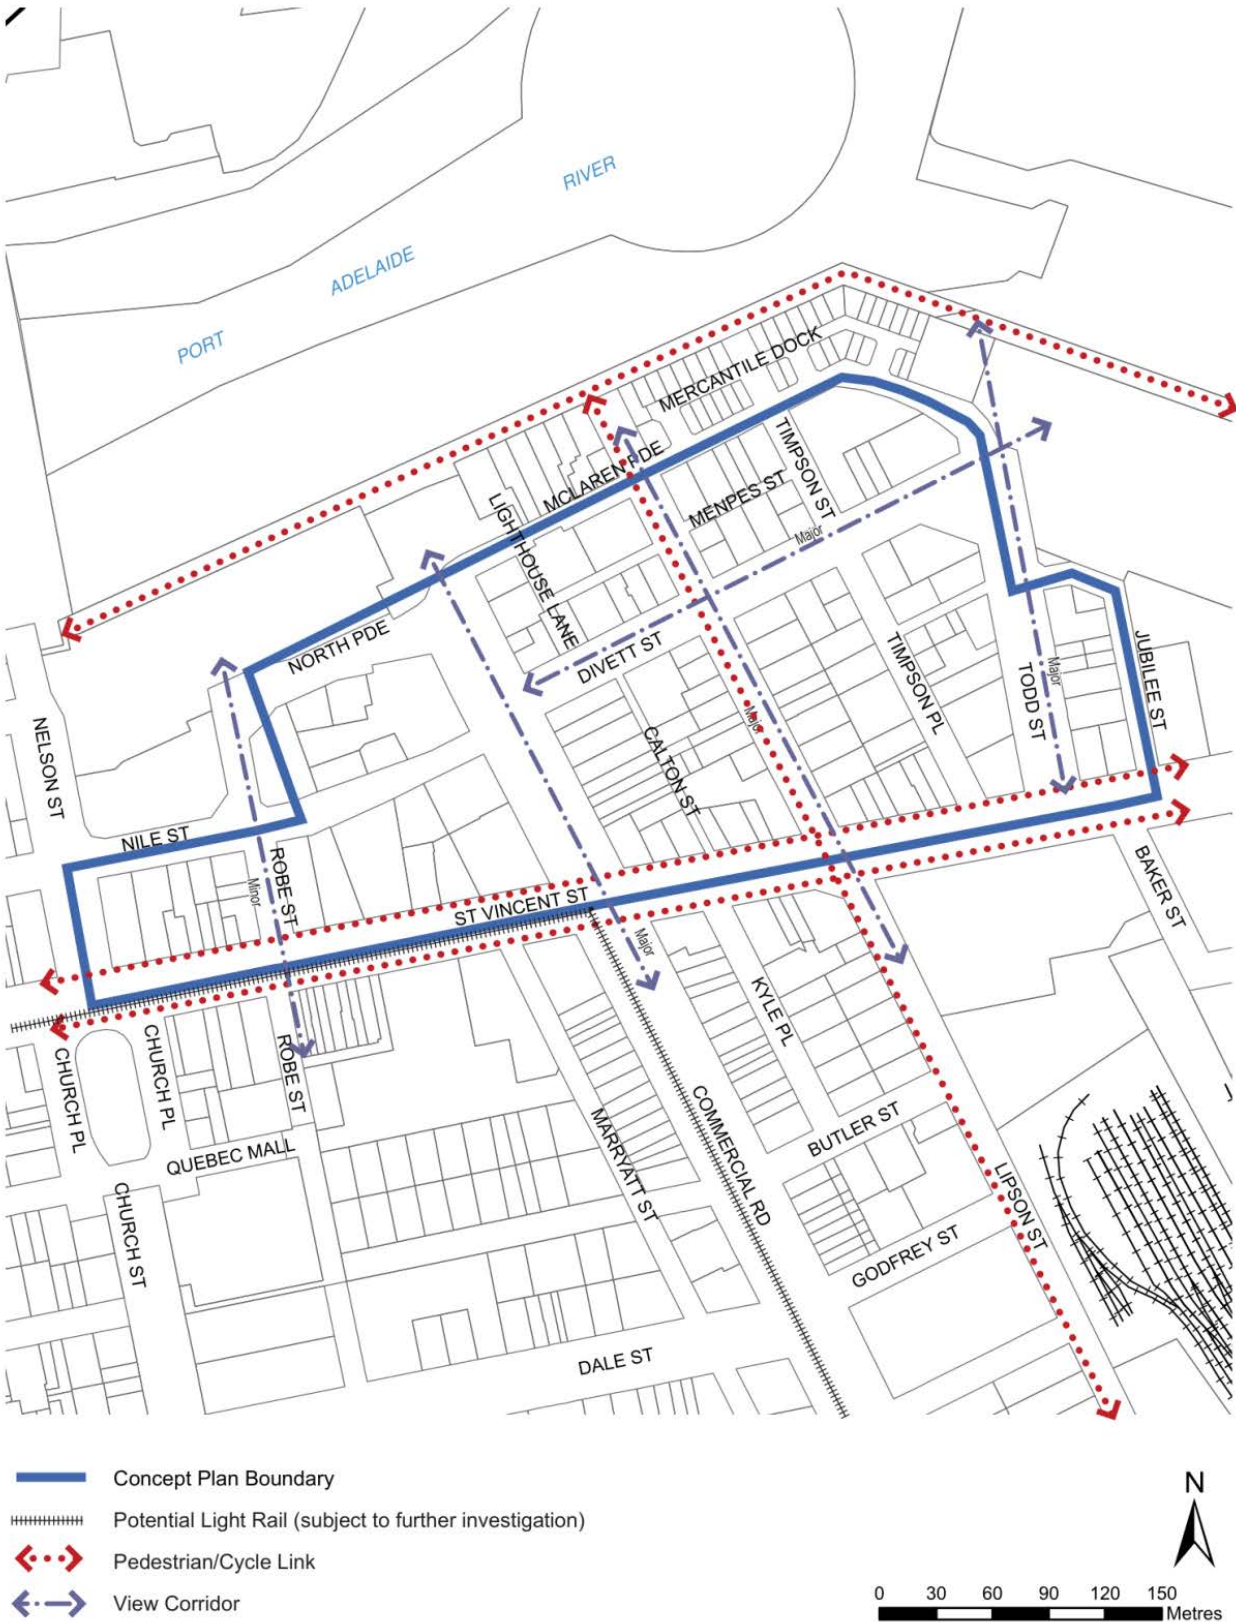 RIVER
ADELAIDE
PORT
MERCANTILE DOCK
MCLAREN PDE
TIMPSON ST
MENPES ST
LIGHTHOUSE LANE
Major
NORTH PDE
DIVETT ST
TIMPSON PL
JUBILEE ST
TODD ST
Major
NELSON ST
CALTON ST
Major
NILE ST
ROBE ST
Minor
ST VINCENT ST
BAKER ST
Major
KYLE PL
CHURCH PL
CHURCH PL
ROBE ST
COMMERCIAL RD
MARRYATT ST
BUTLER ST
QUEBEC MALL
LIPSON ST
CHURCH ST
GODFREY ST
DALE ST
Concept Plan Boundary
Potential Light Rail (subject to further investigation)
Pedestrian/Cycle Link
View Corridor
N
0 30 60 90 120 150
Metres